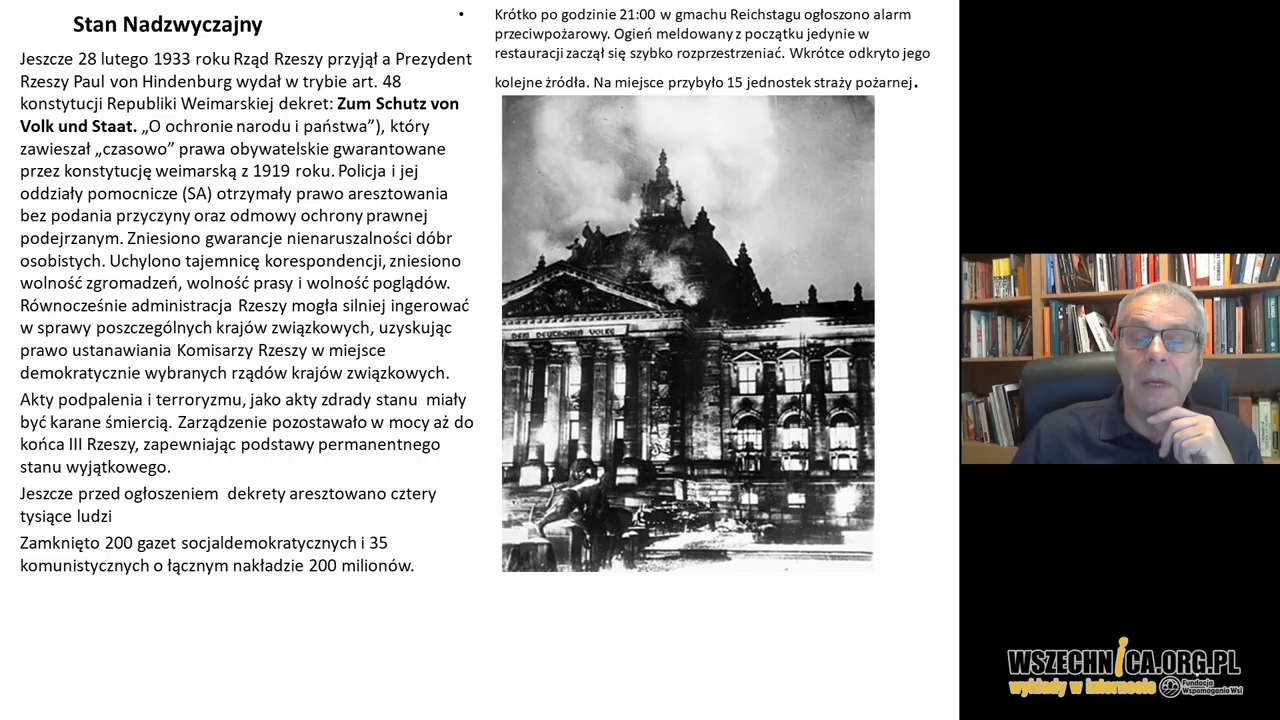 Stan Nadzwyczajny
Jeszcze 28 lutego 1933 roku Rząd Rzeszy przyjął a Prezydent
Rzeszy Paul von Hindenburg wydał w trybie art. 48
konstytucji Republiki Weimarskiej dekret: Zum Schutz von
Volk und Staat. „O ochronie narodu i państwa”), który
zawieszał „czasowo” prawa obywatelskie gwarantowane
przez konstytucję weimarską z 1919 roku. Policja i jej
oddziały pomocnicze (SA) otrzymały prawo aresztowania
bez podania przyczyny oraz odmowy ochrony prawnej
podejrzanym. Zniesiono gwarancje nienaruszalności dóbr
osobistych. Uchylono tajemnicę korespondencji, zniesiono
wolność zgromadzeń, wolność prasy i wolność poglądów.
Równocześnie administracja Rzeszy mogła silniej ingerować
w sprawy poszczególnych krajów związkowych, uzyskując
prawo ustanawiania Komisarzy Rzeszy w miejsce
demokratycznie wybranych rządów krajów związkowych.
Akty podpalenia i terroryzmu, jako akty zdrady stanu miały
być karane śmiercią. Zarządzenie pozostawało w mocy aż do
końca III Rzeszy, zapewniając podstawy permanentnego
stanu wyjątkowego.
Jeszcze przed ogłoszeniem dekrety aresztowano cztery
tysiące ludzi
Zamknięto 200 gazet socjaldemokratycznych i 35
komunistycznych o łącznym nakładzie 200 milionów.
• Krótko po godzinie 21:00 w gmachu Reichstagu ogłoszono alarm
przeciwpożarowy. Ogień meldowany z początku jedynie w
restauracji zaczął się szybko rozprzestrzeniać. Wkrótce odkryto jego
kolejne żródła. Na miejsce przybyło 15 jednostek straży pożarnej.
DEM DEUTSCHEN VOLKE
WSZECHNICA.ORG.PL
wykłady w internecie
Fundacja
Wspomagania Wsi